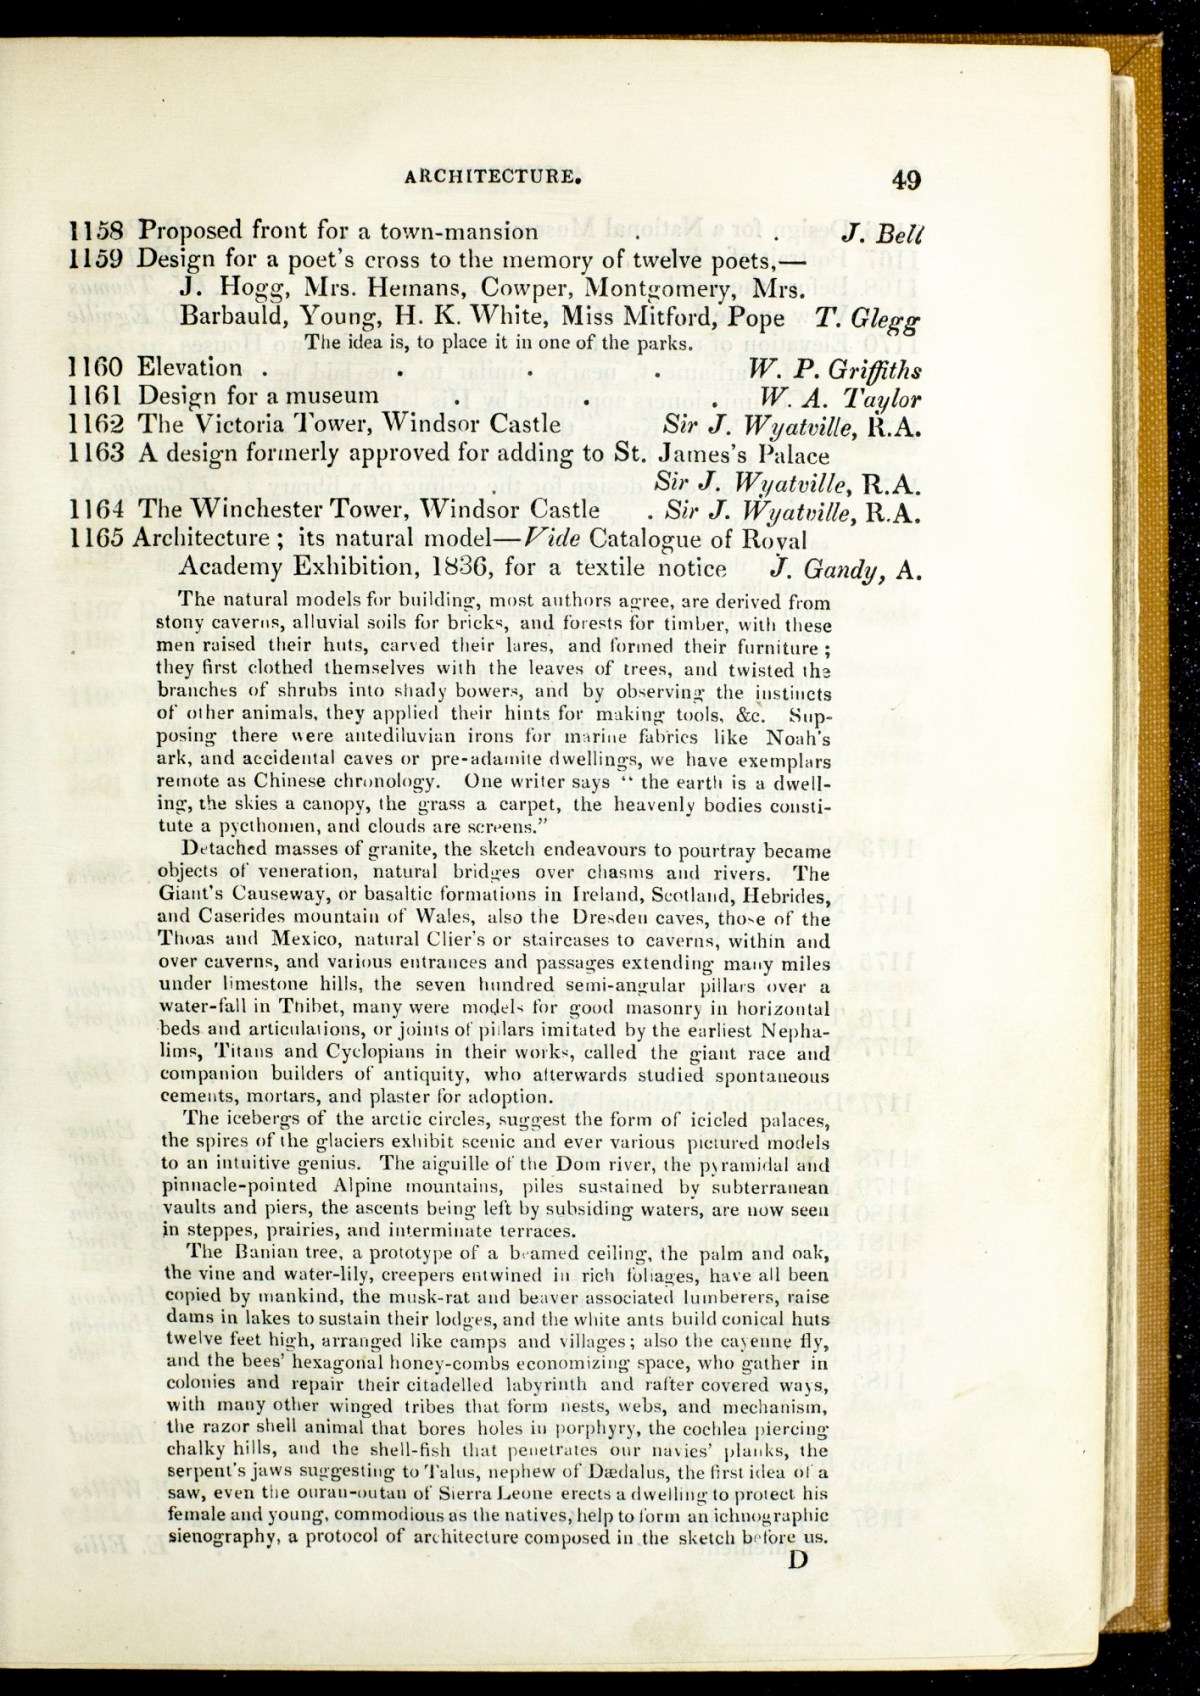 ARCHITECTURE. 49
1158 Proposed front for a town-mansion . . J. Bell
1159 Design for a poet's cross to the memory of twelve poets,—
J. Hogg, Mrs. Hemans, Cowper, Montgomery, Mrs.
Barbauld, Young, H. K. White, Miss Mitford, Pope T. Glegg
The idea is, to place it in one of the parks.
1160 Elevation . . . . W. P. Griffiths
1161 Design for a museum . . . W. A. Taylor
1162 The Victoria Tower, Windsor Castle Sir J. Wyatville, R.A.
1163 A design formerly approved for adding to St. James's Palace
. Sir J. Wyatville, R.A.
1164 The Winchester Tower, Windsor Castle . Sir J. Wyatville, R.A.
1165 Architecture ; its natural model—Vide Catalogue of Royal
Academy Exhibition, 1836, for a textile notice J. Gandy, A.
The natural models for building, most authors agree, are derived from
stony caverns, alluvial soils for bricks, and forests for timber, with these
men raised their huts, carved their lares, and formed their furniture ;
they first clothed themselves with the leaves of trees, and twisted the
branches of shrubs into shady bowers, and by observing the instincts
of other animals, they applied their hints for making tools, &c. Sup-
posing there were antediluvian irons for marine fabrics like Noah's
ark, and accidental caves or pre-adamite dwellings, we have exemplars
remote as Chinese chronology. One writer says " the earth is a dwell-
ing, the skies a canopy, the grass a carpet, the heavenly bodies consti-
tute a pycthomen, and clouds are screens."
Detached masses of granite, the sketch endeavours to pourtray became
objects of veneration, natural bridges over chasms and rivers. The
Giant's Causeway, or basaltic formations in Ireland, Scotland, Hebrides,
and Caserides mountain of Wales, also the Dresden caves, those of the
Thoas and Mexico, natural Clier's or staircases to caverns, within and
over caverns, and various entrances and passages extending many miles
under limestone hills, the seven hundred semi-angular pillars over a
water-fall in Thibet, many were models for good masonry in horizontal
beds and articulations, or joints of pillars imitated by the earliest Nepha-
lims, Titans and Cyclopians in their works, called the giant race and
companion builders of antiquity, who afterwards studied spontaneous
cements, mortars, and plaster for adoption.
The icebergs of the arctic circles, suggest the form of icicled palaces,
the spires of the glaciers exhibit scenic and ever various pictured models
to an intuitive genius. The aiguille of the Dom river, the pyramidal and
pinnacle-pointed Alpine mountains, piles sustained by subterranean
vaults and piers, the ascents being left by subsiding waters, are now seen
in steppes, prairies, and interminate terraces.
The Banian tree, a prototype of a beamed ceiling, the palm and oak,
the vine and water-lily, creepers entwined in rich foliages, have all been
copied by mankind, the musk-rat and beaver associated lumberers, raise
dams in lakes to sustain their lodges, and the white ants build conical huts
twelve feet high, arranged like camps and villages; also the cayenne fly,
and the bees' hexagonal honey-combs economizing space, who gather in
colonies and repair their citadelled labyrinth and rafter covered ways,
with many other winged tribes that form nests, webs, and mechanism,
the razor shell animal that bores holes in porphyry, the cochlea piercing
chalky hills, and the shell-fish that penetrates our navies' planks, the
serpent's jaws suggesting to Talus, nephew of Dædalus, the first idea of a
saw, even the ouran-outan of Sierra Leone erects a dwelling to protect his
female and young, commodious as the natives, help to form an ichnographic
sienography, a protocol of architecture composed in the sketch before us.
D